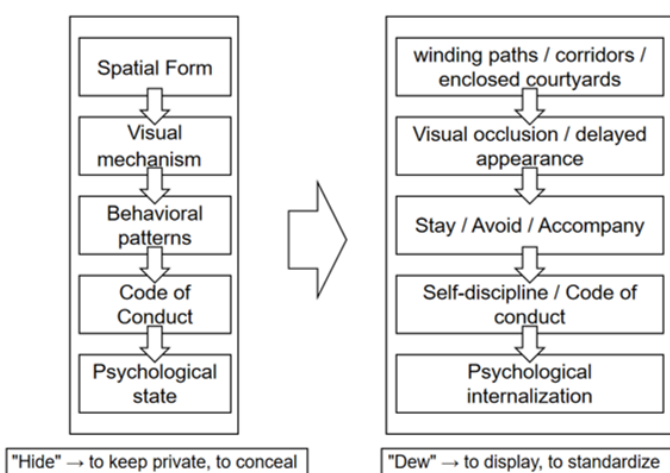 Spatial Form
Visual
mechanism
Behavioral
patterns
Code of
Conduct
Psychological
state
"Hide" → to keep private, to conceal
winding paths / corridors /
enclosed courtyards
Visual occlusion / delayed
appearance
Stay / Avoid / Accompany
Self-discipline / Code of
conduct
Psychological
internalization
"Dew" → to display, to standardize